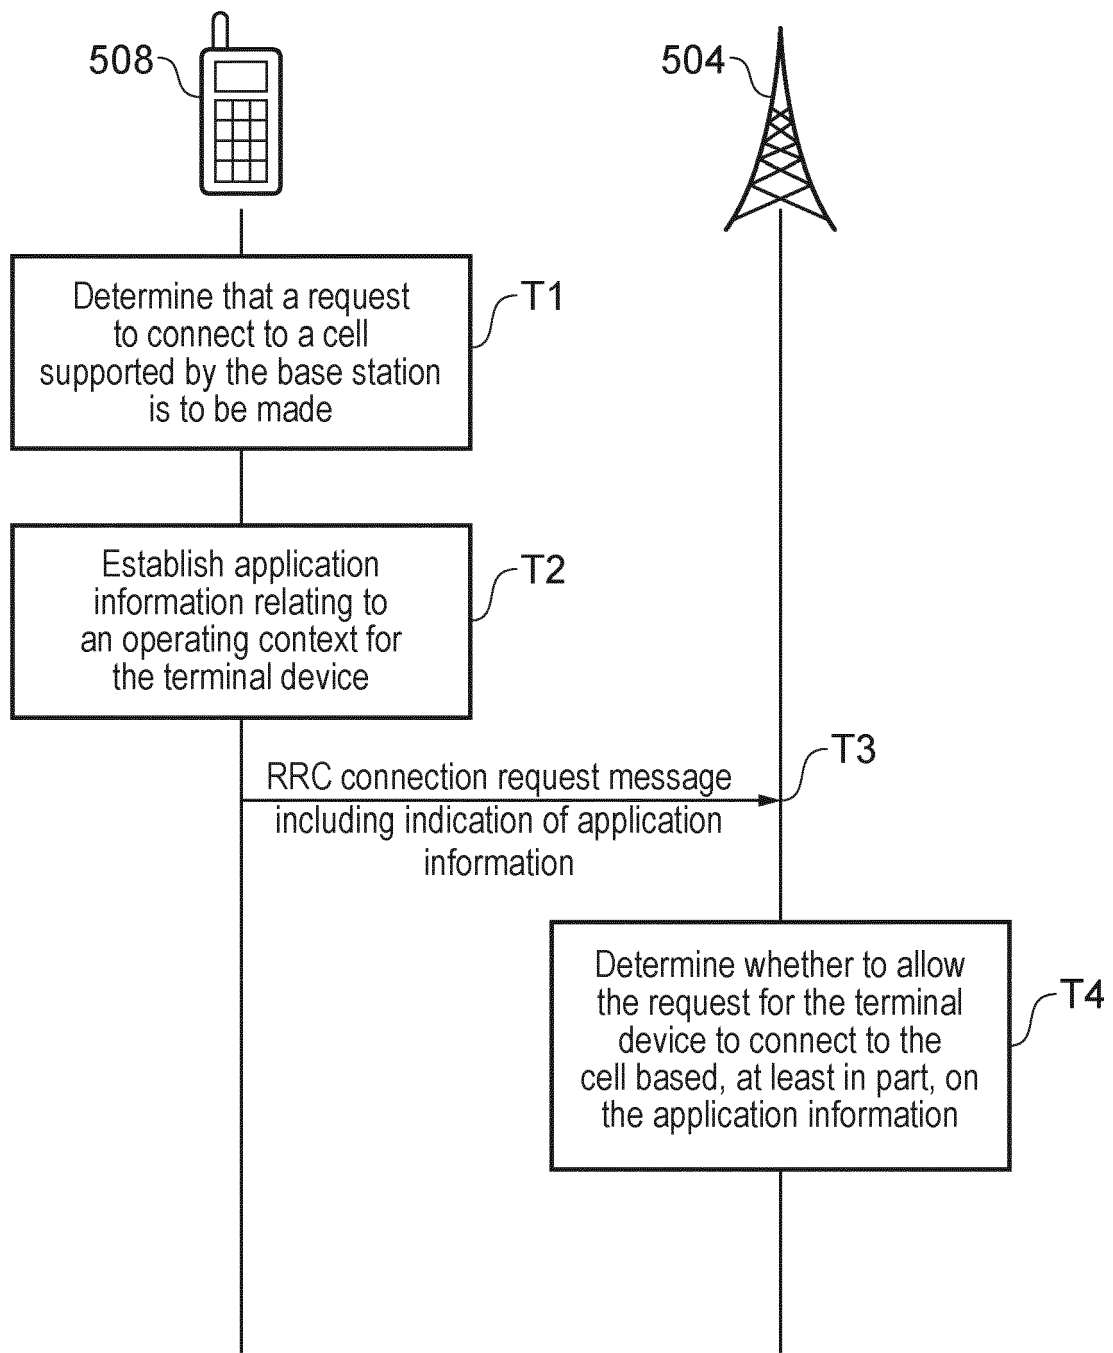 508
504
Determine that a request
to connect to a cell
supported by the base station
is to be made
T1
Establish application
information relating to
an operating context for
the terminal device
T2
T3
RRC connection request message
including indication of application
information
Determine whether to allow
the request for the terminal
device to connect to the
cell based, at least in part, on
the application information
T4